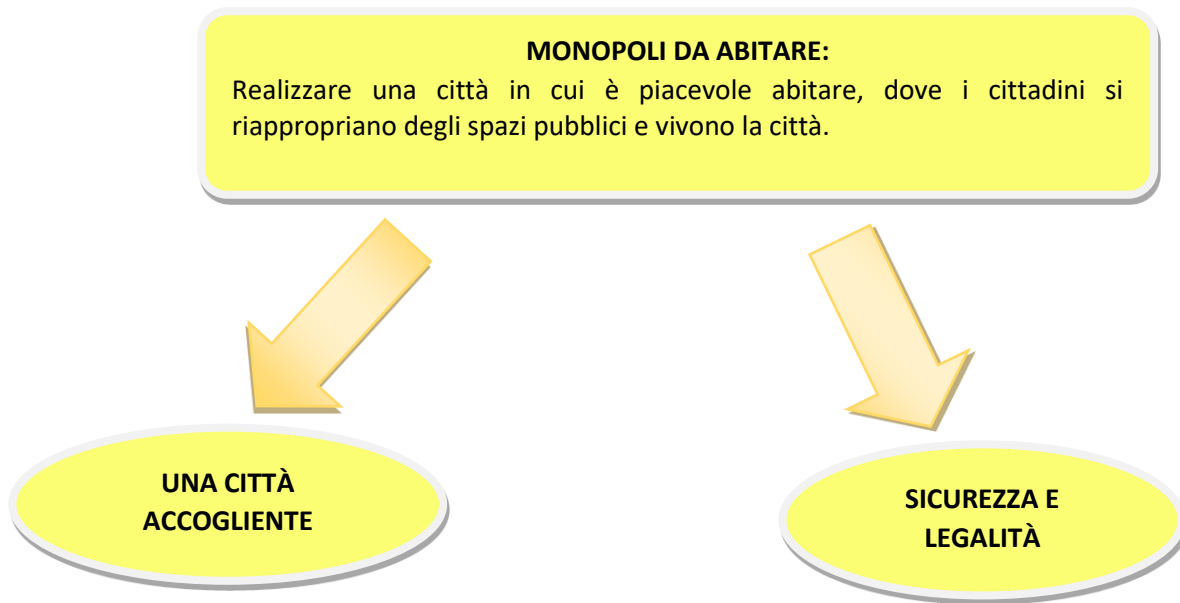 MONOPOLI DA ABITARE:
Realizzare una città in cui è piacevole abitare, dove i cittadini si
riappropriano degli spazi pubblici e vivono la città.
UNA CITTÀ
ACCOGLIENTE
SICUREZZA E
LEGALITÀ